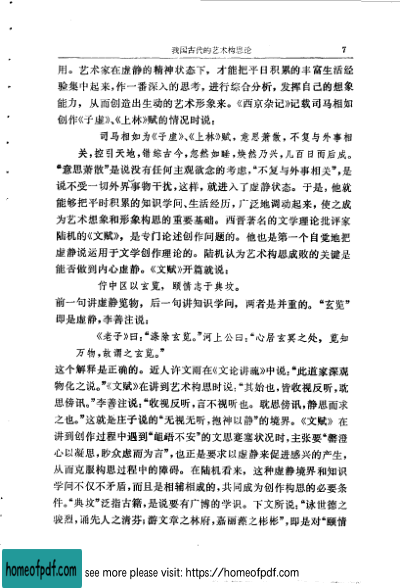 我国古代的艺术构思论 7
用。艺术家在虚静的精神状态下，才能把平日积累的丰富生活经
验集中起来，作一番深入的思考，进行综合分析，发挥自己的想象
能力，从而创造出生动的艺术形象来。《西京杂记》记载司马相如
创作《子虚》、《上林》赋的情况时说：
司马相如为《子虚》、《上林》赋，意思萧散，不复与外事相
关，控引天地，错综古今，忽然如睡，焕然乃兴，几百日而后成。
“意思萧散”是说没有任何主观欲念的考虑，“不复与外事相关”，是
说不受一切外界事物干扰，这样，就进入了虚静状态。于是，他就
能够把平时积累的知识学问、生活经历，广泛地调动起来，使之成
为艺术想象和形象构思的重要基础。西晋著名的文学理论批评家
陆机的《文赋》，是专门论述创作问题的。他也是第一个自觉地把
虚静说运用于文学创作理论的。陆机认为艺术构思成败的关键是
能否做到内心虚静。《文赋》开篇就说：
伫中区以玄览，颐情志于典坟。
前一句讲虚静览物，后一句讲知识学问，两者是并重的。“玄览”
即是虚静，李善注说：
《老子》曰：“涤除玄览。”河上公曰：“心居玄冥之处，览知
万物，故谓之玄览。”
这个解释是正确的。近人许文雨在《文论讲疏》中说：“此道家深观
物化之说。”《文赋》在讲到艺术构思时说：“其始也，皆收视反听，耽
思傍讯。”李善注说：“收视反听，言不视听也。耽思傍讯，静思而求
之也。”这就是庄子说的“无视无听，抱神以静”的境界。《文赋》在
讲到创作过程中遇到“岨峿不安”的文思蹇塞状况时，主张要“罄澄
心以凝思，眇众虑而为言”，也正是要求以虚静来促进感兴的产生，
从而克服构思过程中的障碍。在陆机看来，这种虚静境界和知识
学问不仅不矛盾，而且是相辅相成的，共同成为创作构思的必要条
件。“典坟”泛指古籍，是说要有广博的学识。下文所说：“咏世德之
骏烈，诵先人之清芬；游文章之林府，嘉丽藻之彬彬”，即是对“颐情
homeofpdf.com
see more please visit: https://homeofpdf.com